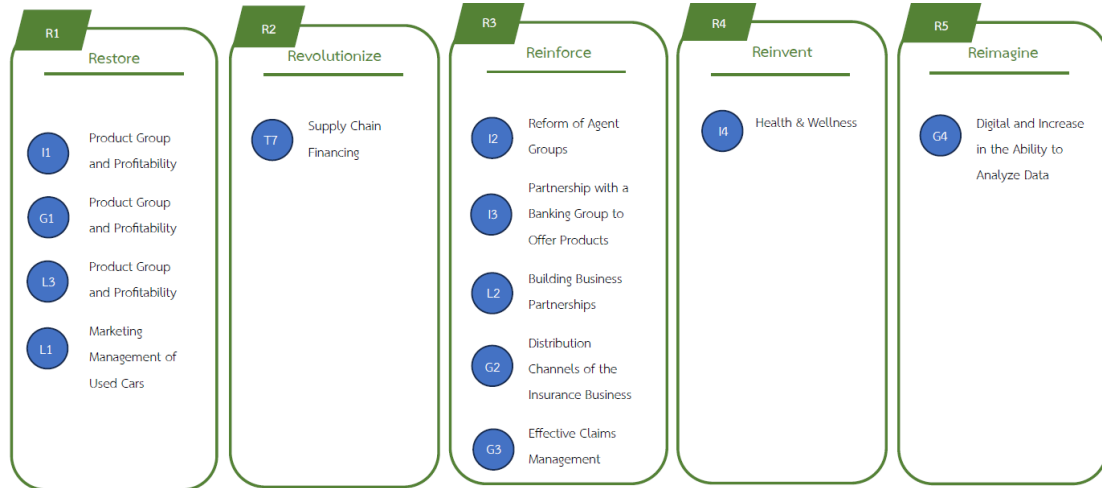 R1
Restore
I1
Product Group
and Profitability
G1
Product Group
and Profitability
L3
Product Group
and Profitability
L1
Marketing
Management of
Used Cars
R2
Revolutionize
T7
Supply Chain
Financing
R3
Reinforce
I2
Reform of Agent
Groups
I3
Partnership with a
Banking Group to
Offer Products
L2
Building Business
Partnerships
G2
Distribution
Channels of the
Insurance Business
G3
Effective Claims
Management
R4
Reinvent
I4
Health & Wellness
R5
Reimagine
G4
Digital and Increase
in the Ability to
Analyze Data